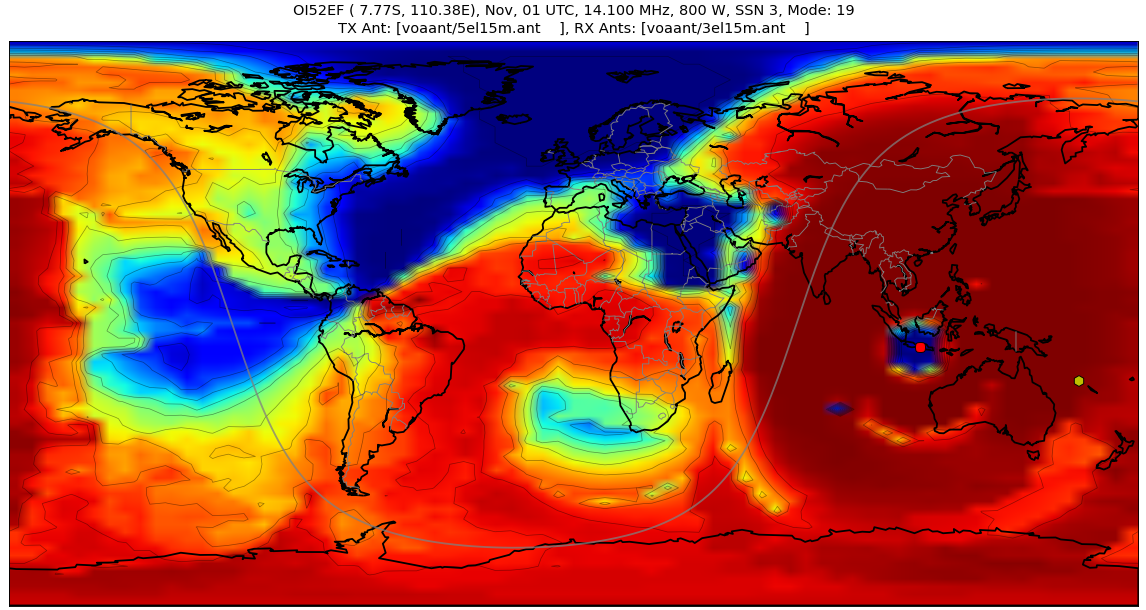 OI52EF ( 7.77S, 110.38E), Nov, 01 UTC, 14.100 MHz, 800 W, SSN 3, Mode: 19
TX Ant: [voaant/5el15m.ant    ], RX Ants: [voaant/3el15m.ant    ]